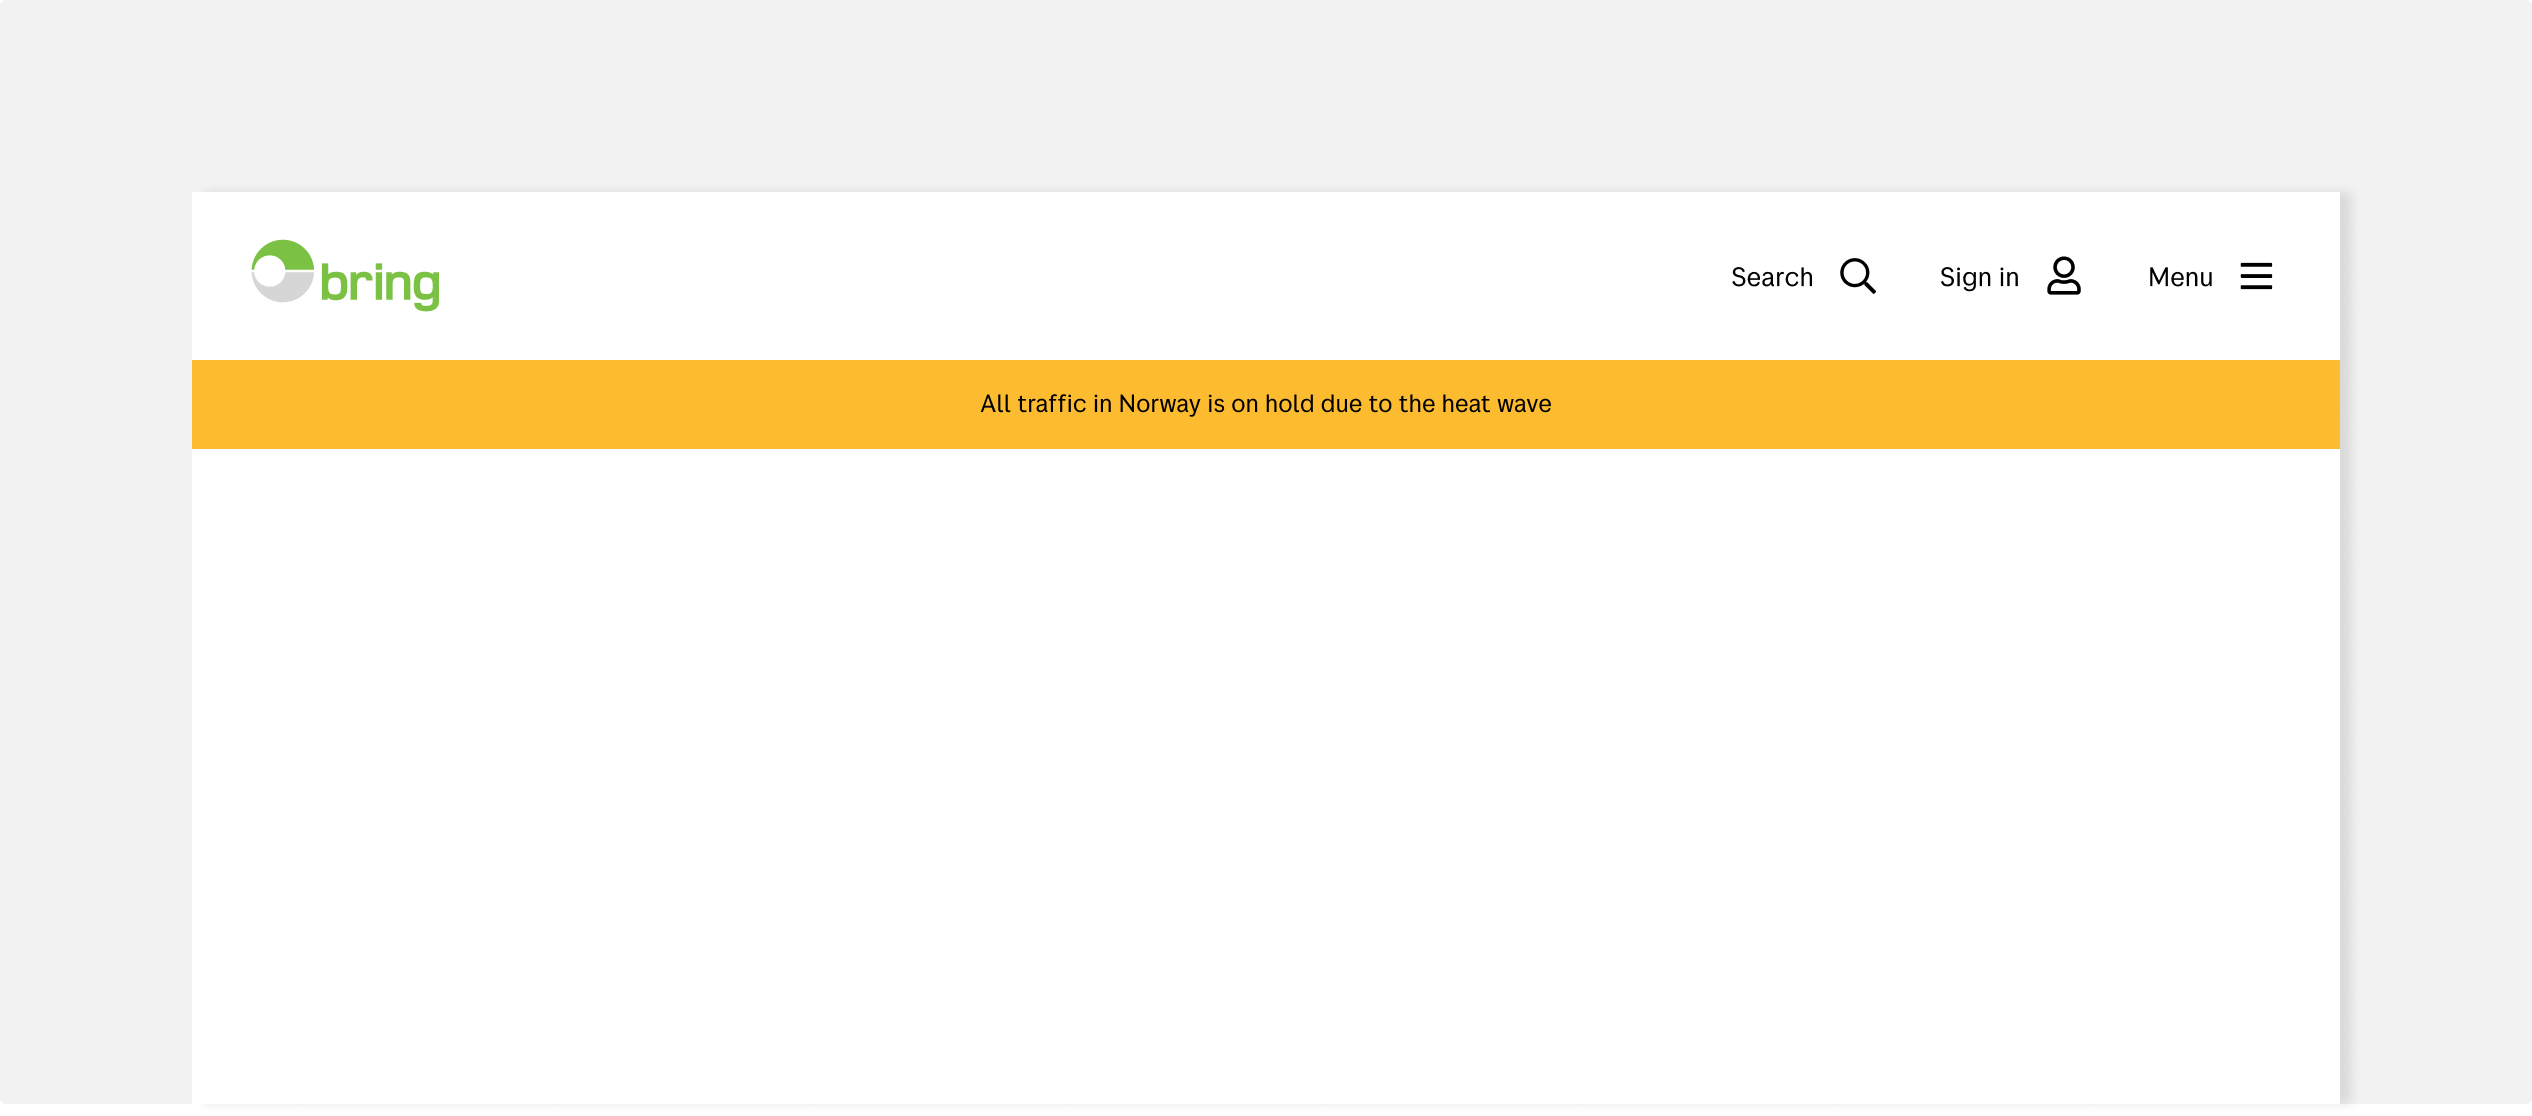 bring
Search Sign in Menu
All traffic in Norway is on hold due to the heat wave